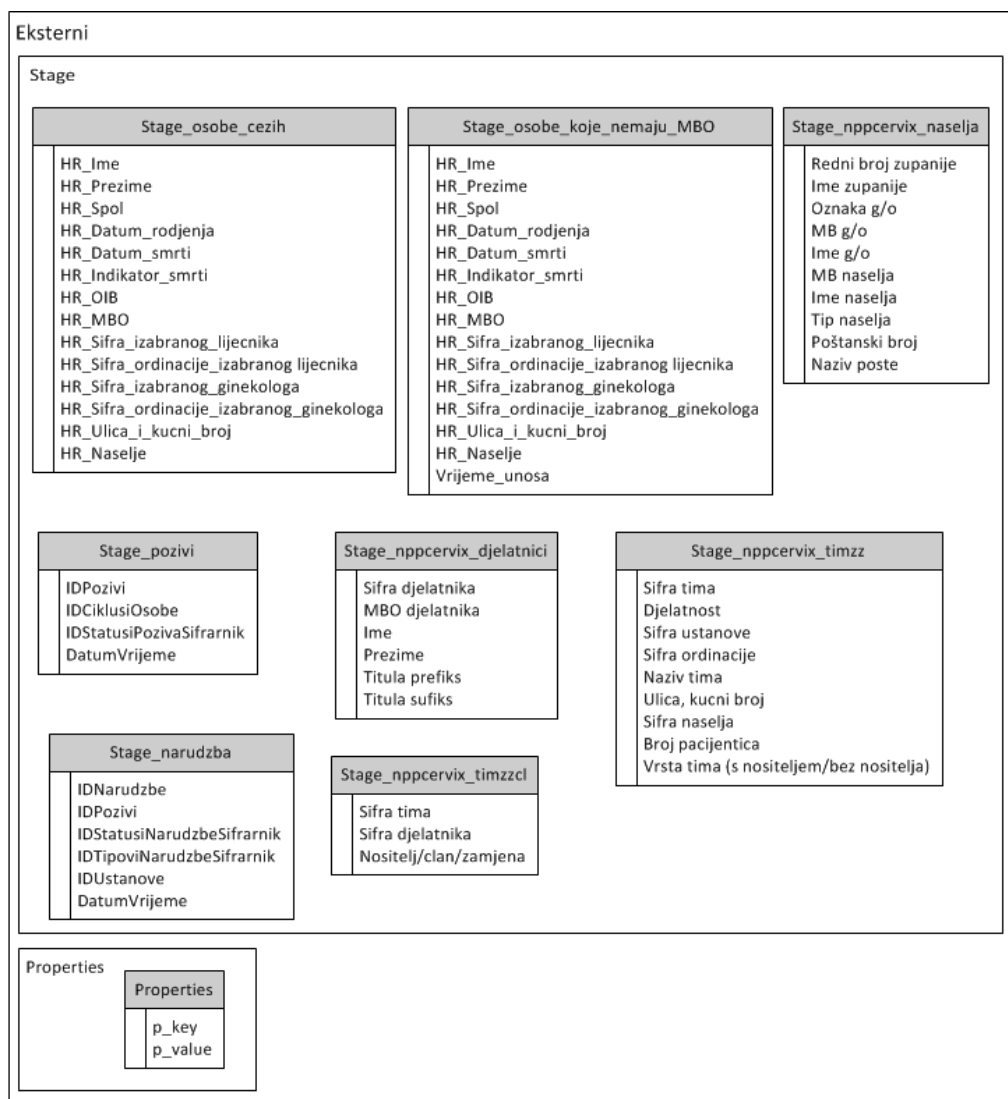 Eksterni
Stage
Stage_osobe_cezih
HR_Ime
HR_Prezime
HR_Spol
HR_Datum_rodjenja
HR_Datum_smrti
HR_Indikator_smrti
HR_OIB
HR_MBO
HR_Sifra_izabranog_lijecnika
HR_Sifra_ordinacije_izabranog lijecnika
HR_Sifra_izabranog_ginekologa
HR_Sifra_ordinacije_izabranog_ginekologa
HR_Ulica_i_kucni_broj
HR_Naselje
Stage_osobe_koje_nemaju_MBO
HR_Ime
HR_Prezime
HR_Spol
HR_Datum_rodjenja
HR_Datum_smrti
HR_Indikator_smrti
HR_OIB
HR_MBO
HR_Sifra_izabranog_lijecnika
HR_Sifra_ordinacije_izabranog lijecnika
HR_Sifra_izabranog_ginekologa
HR_Sifra_ordinacije_izabranog_ginekologa
HR_Ulica_i_kucni_broj
HR_Naselje
Vrijeme_unosa
Stage_nppcervix_naselja
Redni broj zupanije
Ime zupanije
Oznaka g/o
MB g/o
Ime g/o
MB naselja
Ime naselja
Tip naselja
Poštanski broj
Naziv poste
Stage_pozivi
IDPozivi
IDCiklusiOsobe
IDStatusiPozivaSifrarnik
DatumVrijeme
Stage_nppcervix_djelatnici
Sifra djelatnika
MBO djelatnika
Ime
Prezime
Titula prefiks
Titula sufiks
Stage_nppcervix_timzz
Sifra tima
Djelatnost
Sifra ustanove
Sifra ordinacije
Naziv tima
Ulica, kucni broj
Sifra naselja
Broj pacijentica
Vrsta tima (s nositeljem/bez nositelja)
Stage_narudzba
IDNarudzbe
IDPozivi
IDStatusiNarudzbeSifrarnik
IDTipoviNarudzbeSifrarnik
IDUstanove
DatumVrijeme
Stage_nppcervix_timzzcl
Sifra tima
Sifra djelatnika
Nositelj/clan/zamjena
Properties
Properties
p_key
p_value